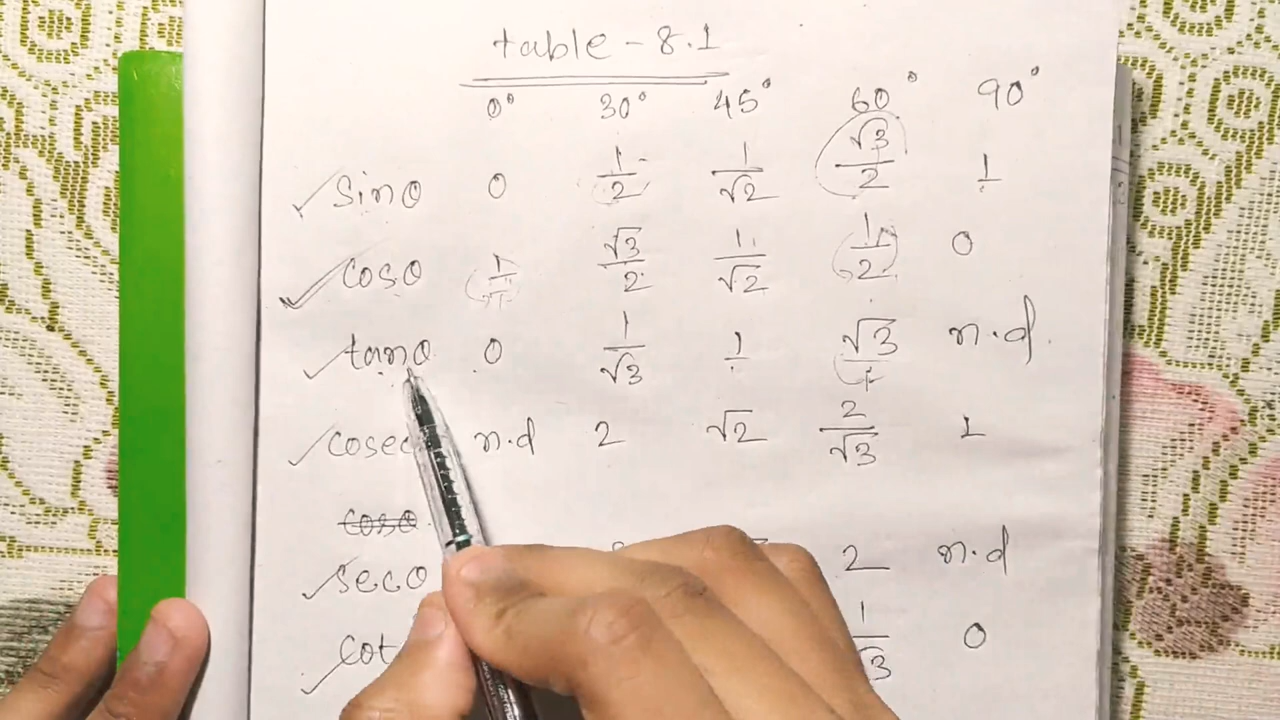 table - 8.1
0° 30° 45° 60° 90°
sinθ 0 1/2 1/√2 √3/2 1
cosθ 1 √3/2 1/√2 1/2 0
tanθ 0 1/√3 1 √3/1 n.d
cosec n.d 2 √2 2/√3 1
cosθ
secθ 2 n.d
cot 1/√3 0